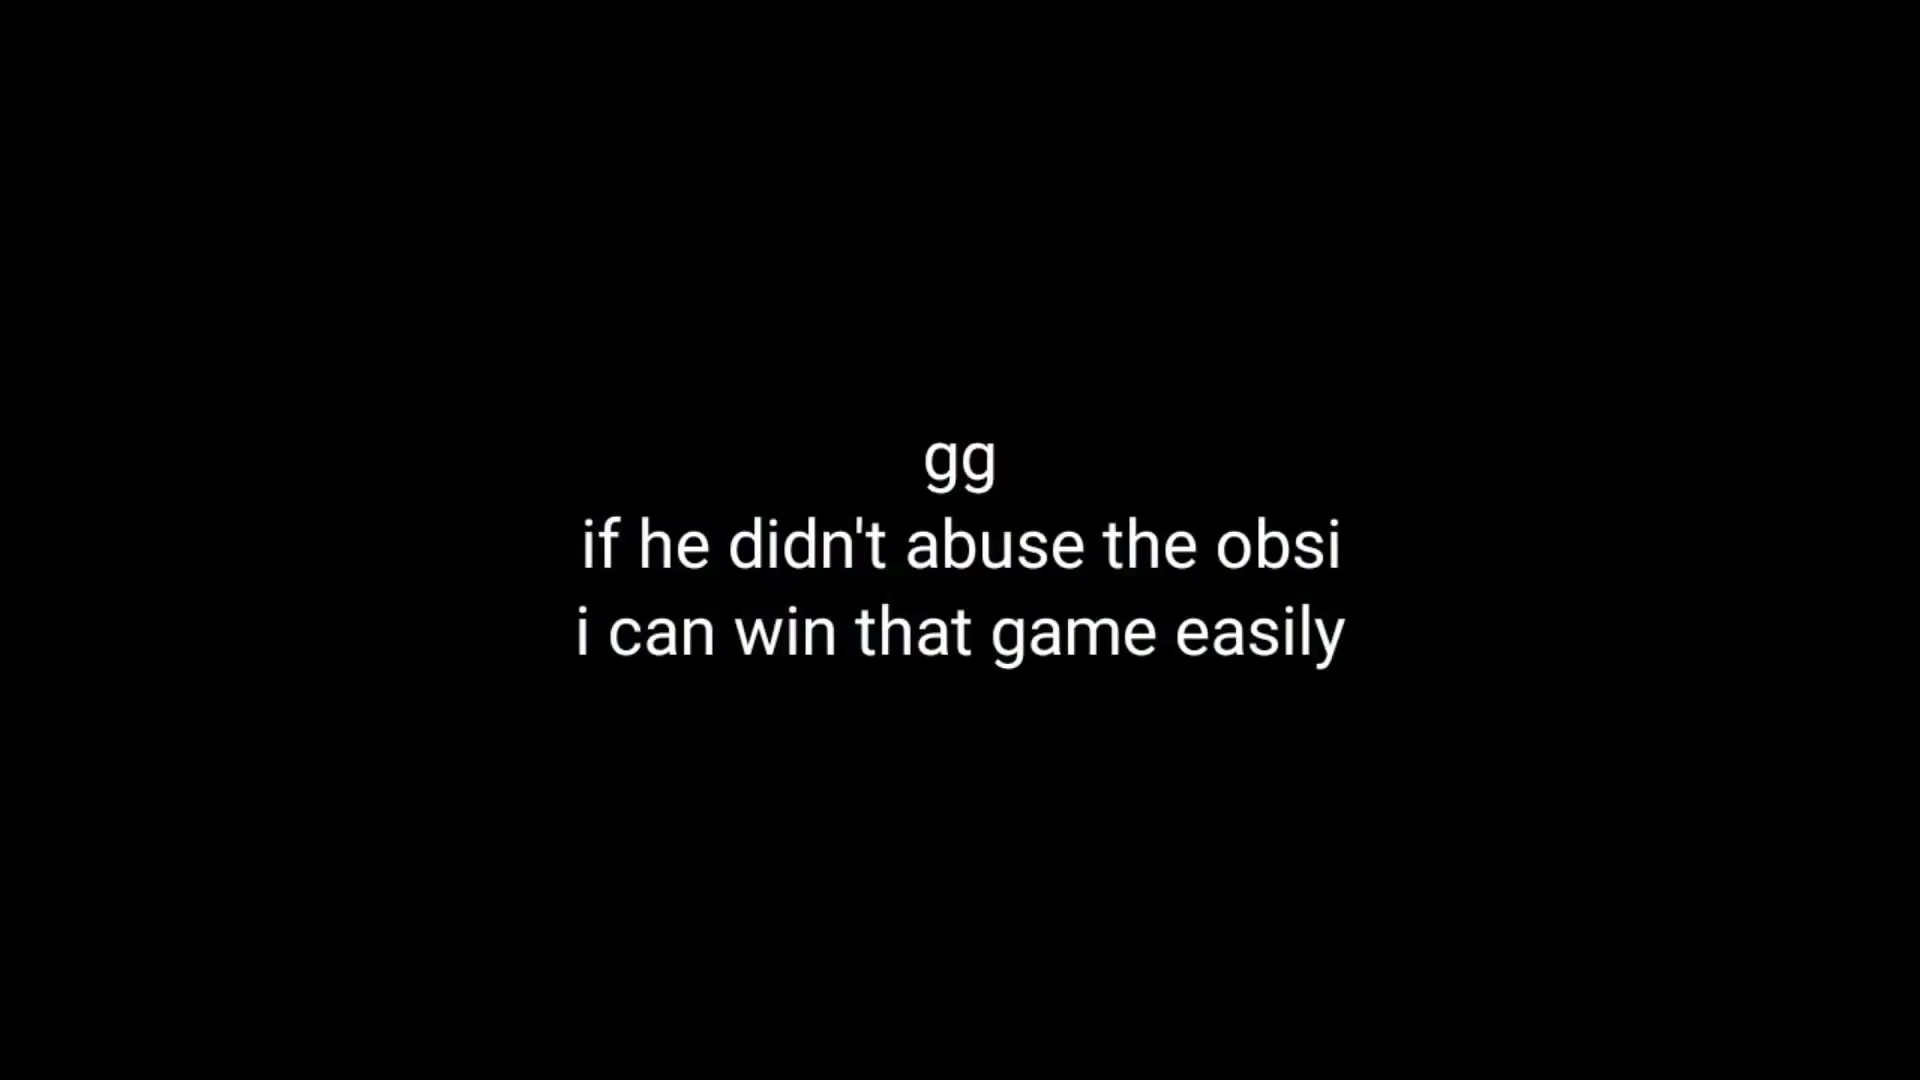 gg
if he didn't abuse the obsi
i can win that game easily